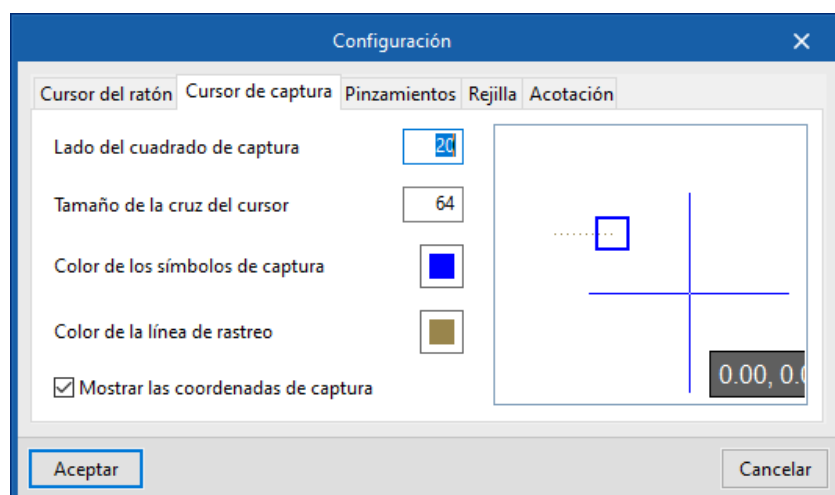 Configuración
Cursor del ratón Cursor de captura Pinzamientos Rejilla Acotación
Lado del cuadrado de captura 20
Tamaño de la cruz del cursor 64
Color de los símbolos de captura
Color de la línea de rastreo
Mostrar las coordenadas de captura
0.00, 0.0
Aceptar Cancelar